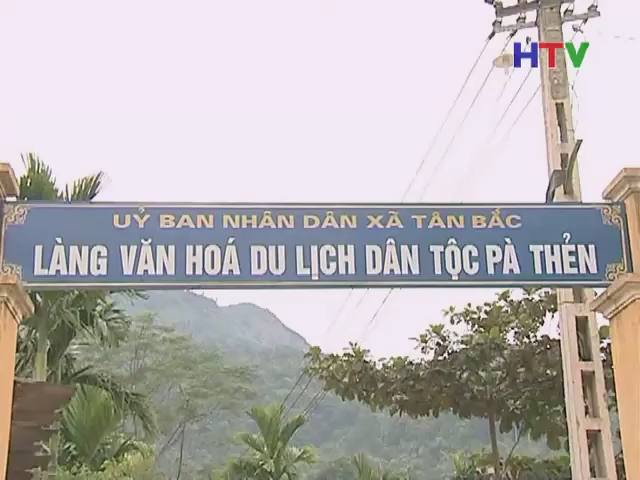 HTV
UỶ BAN NHÂN DÂN XÃ TÂN BẮC
LÀNG VĂN HOÁ DU LỊCH DÂN TỘC PÀ THẺN